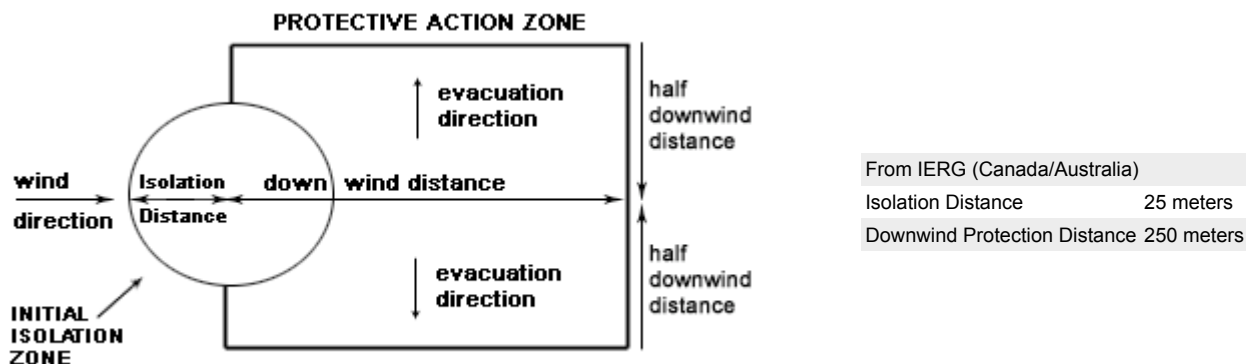 PROTECTIVE ACTION ZONE
evacuation
direction
half
downwind
distance
wind
direction
Isolation
Distance
down wind distance
evacuation
direction
half
downwind
distance
INITIAL
ISOLATION
ZONE
From IERG (Canada/Australia)
Isolation Distance 25 meters
Downwind Protection Distance 250 meters